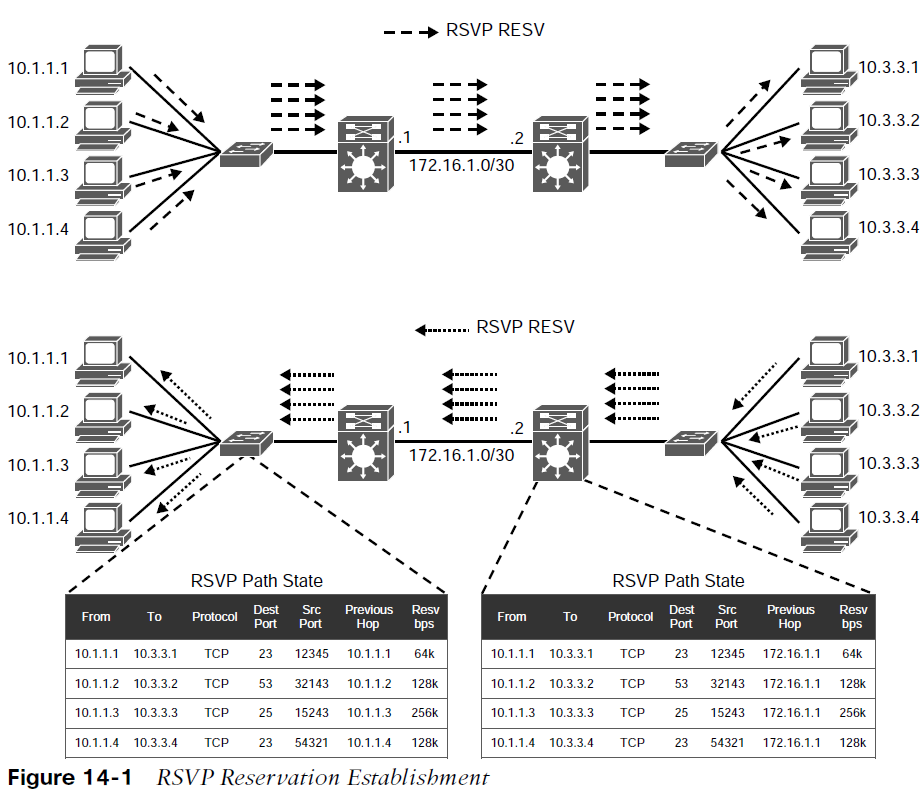 RSVP RESV
10.1.1.1
10.3.3.1
10.1.1.2
10.3.3.2
.1
.2
172.16.1.0/30
10.1.1.3
10.3.3.3
10.1.1.4
10.3.3.4
RSVP RESV
10.1.1.1
10.3.3.1
10.1.1.2
10.3.3.2
.1
.2
172.16.1.0/30
10.1.1.3
10.3.3.3
10.1.1.4
10.3.3.4
RSVP Path State
From To Protocol Dest Port Src Port Previous Hop Resv bps
10.1.1.1 10.3.3.1 TCP 23 12345 10.1.1.1 64k
10.1.1.2 10.3.3.2 TCP 53 32143 10.1.1.2 128k
10.1.1.3 10.3.3.3 TCP 25 15243 10.1.1.3 256k
10.1.1.4 10.3.3.4 TCP 23 54321 10.1.1.4 128k
RSVP Path State
From To Protocol Dest Port Src Port Previous Hop Resv bps
10.1.1.1 10.3.3.1 TCP 23 12345 172.16.1.1 64k
10.1.1.2 10.3.3.2 TCP 53 32143 172.16.1.1 128k
10.1.1.3 10.3.3.3 TCP 25 15243 172.16.1.1 256k
10.1.1.4 10.3.3.4 TCP 23 54321 172.16.1.1 128k
Figure 14-1 RSVP Reservation Establishment